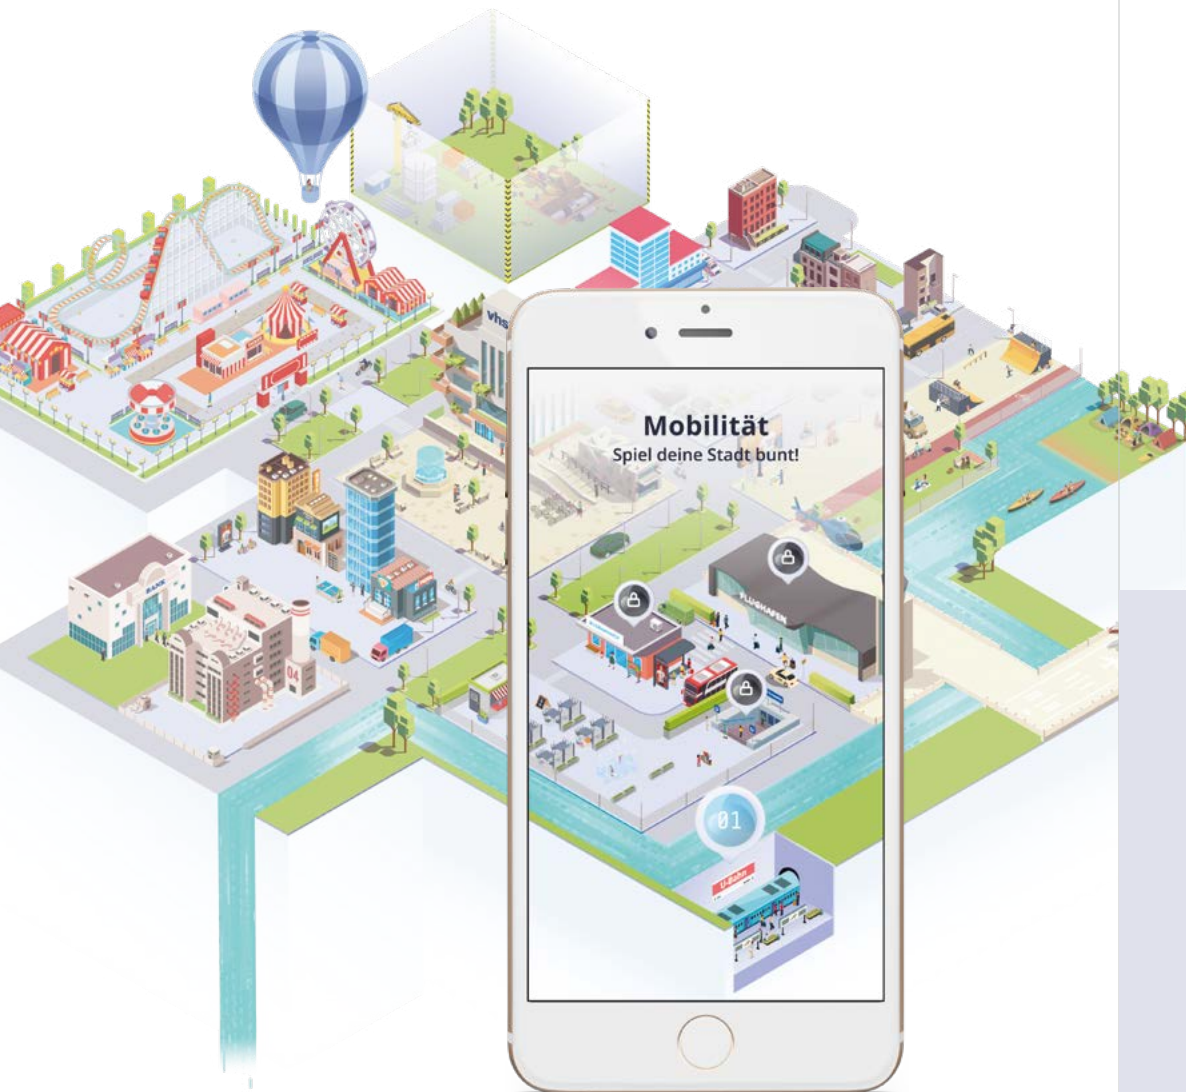 vhs
Mobilität
Spiel deine Stadt bunt!
BANK
FLUGHAFEN
04
01
U-Bahn